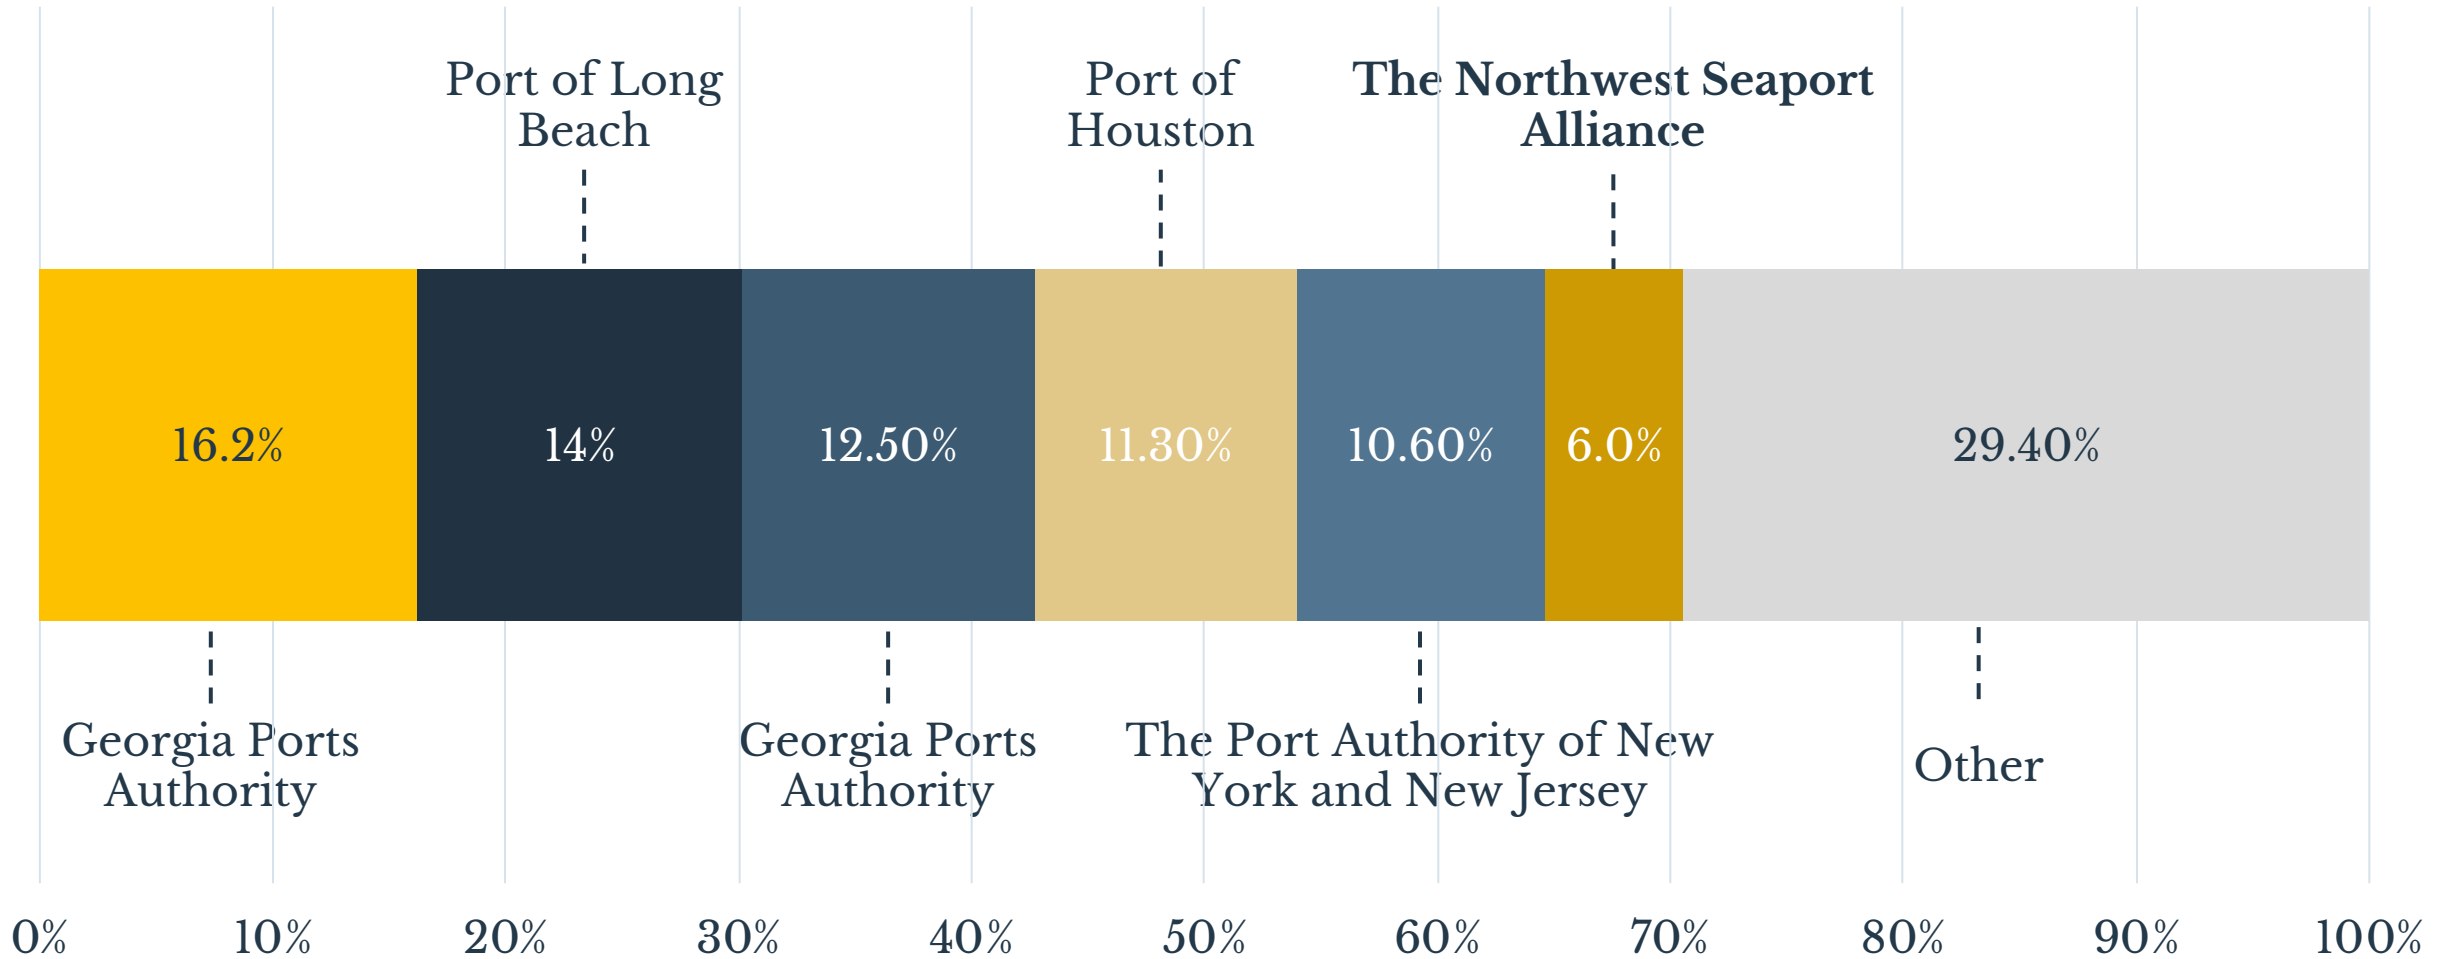 Port of Long
Beach
Port of
Houston
The Northwest Seaport
Alliance
16.2%
14%
12.50%
11.30%
10.60%
6.0%
29.40%
Georgia Ports
Authority
Georgia Ports
Authority
The Port Authority of New
York and New Jersey
Other
0%
10%
20%
30%
40%
50%
60%
70%
80%
90%
100%